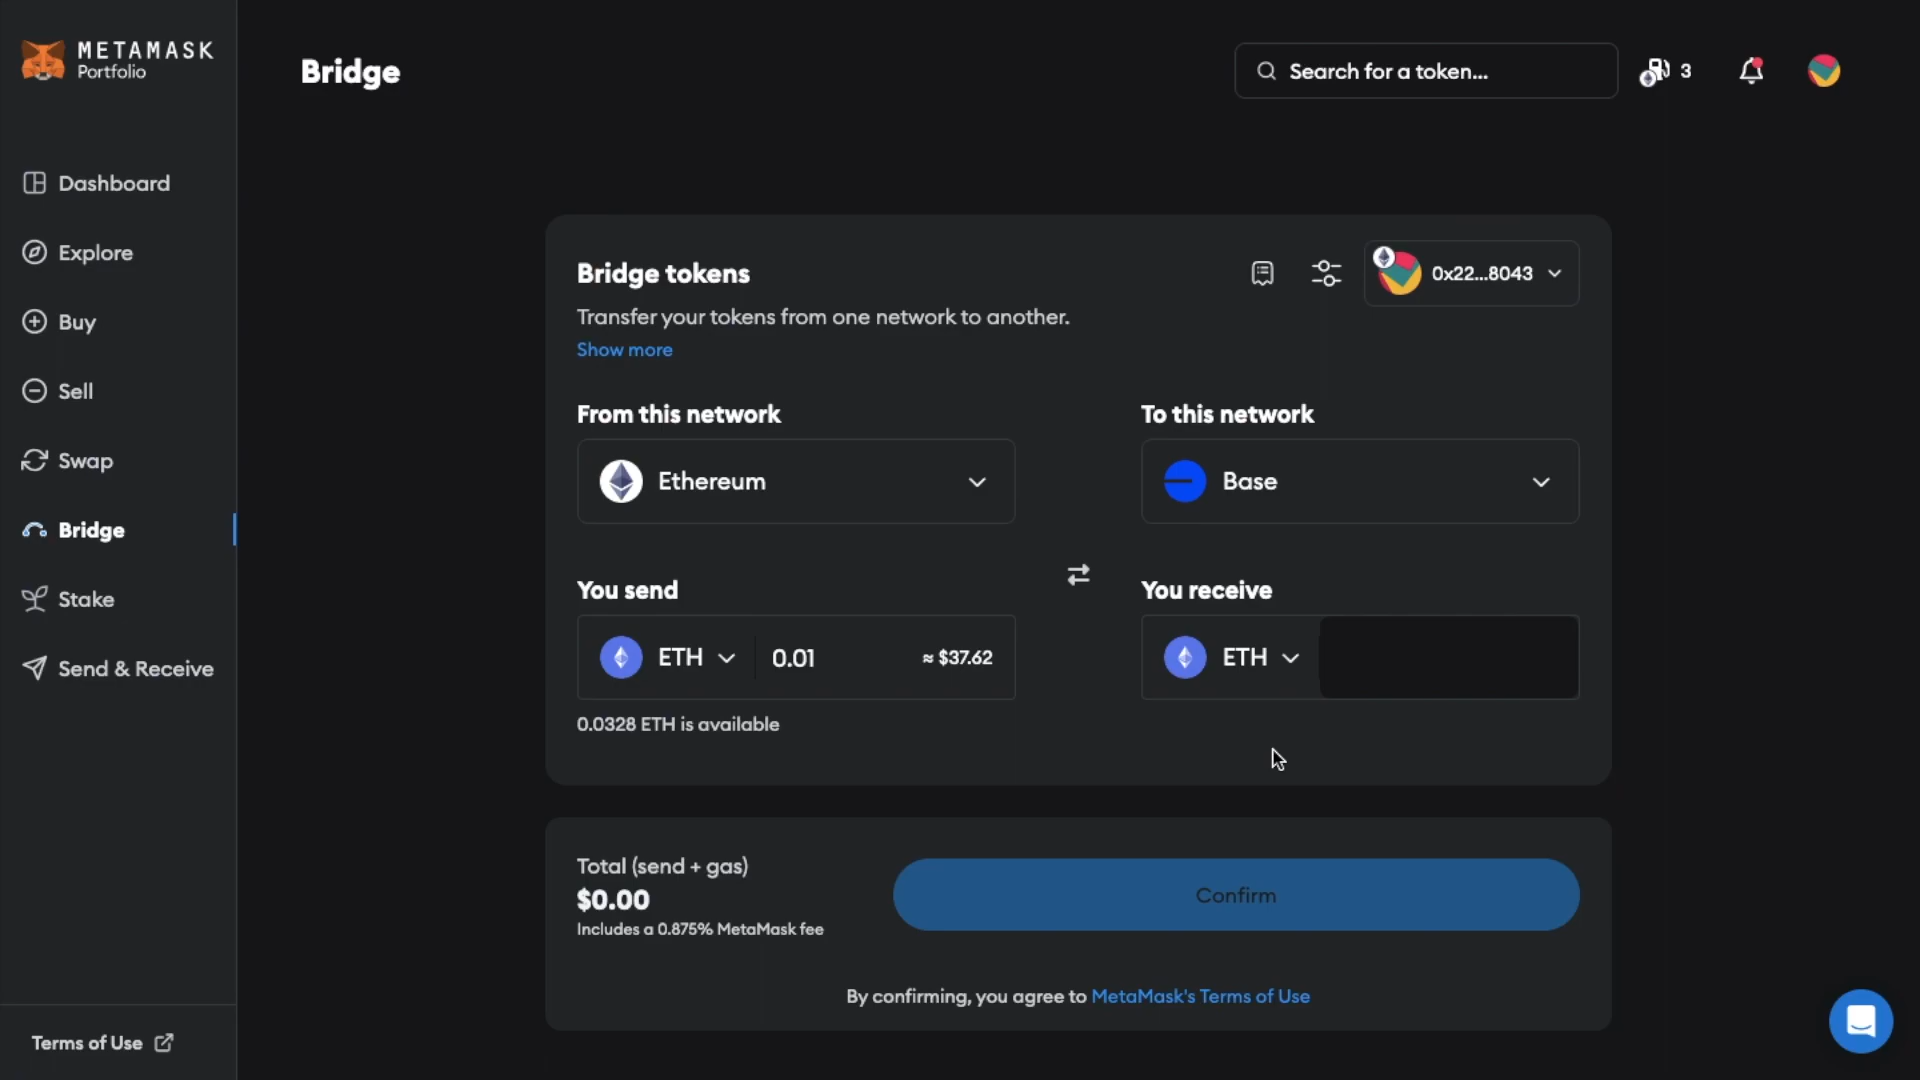 METAMASK
Portfolio
Bridge
Search for a token...
3
Dashboard
Explore
Buy
Sell
Swap
Bridge
Stake
Send & Receive
Terms of Use
Bridge tokens
0x22...8043
Transfer your tokens from one network to another.
Show more
From this network
To this network
Ethereum
Base
You send
You receive
ETH 0.01 ≈ $37.62
ETH
0.0328 ETH is available
Total (send + gas)
$0.00
Includes a 0.875% MetaMask fee
Confirm
By confirming, you agree to MetaMask's Terms of Use